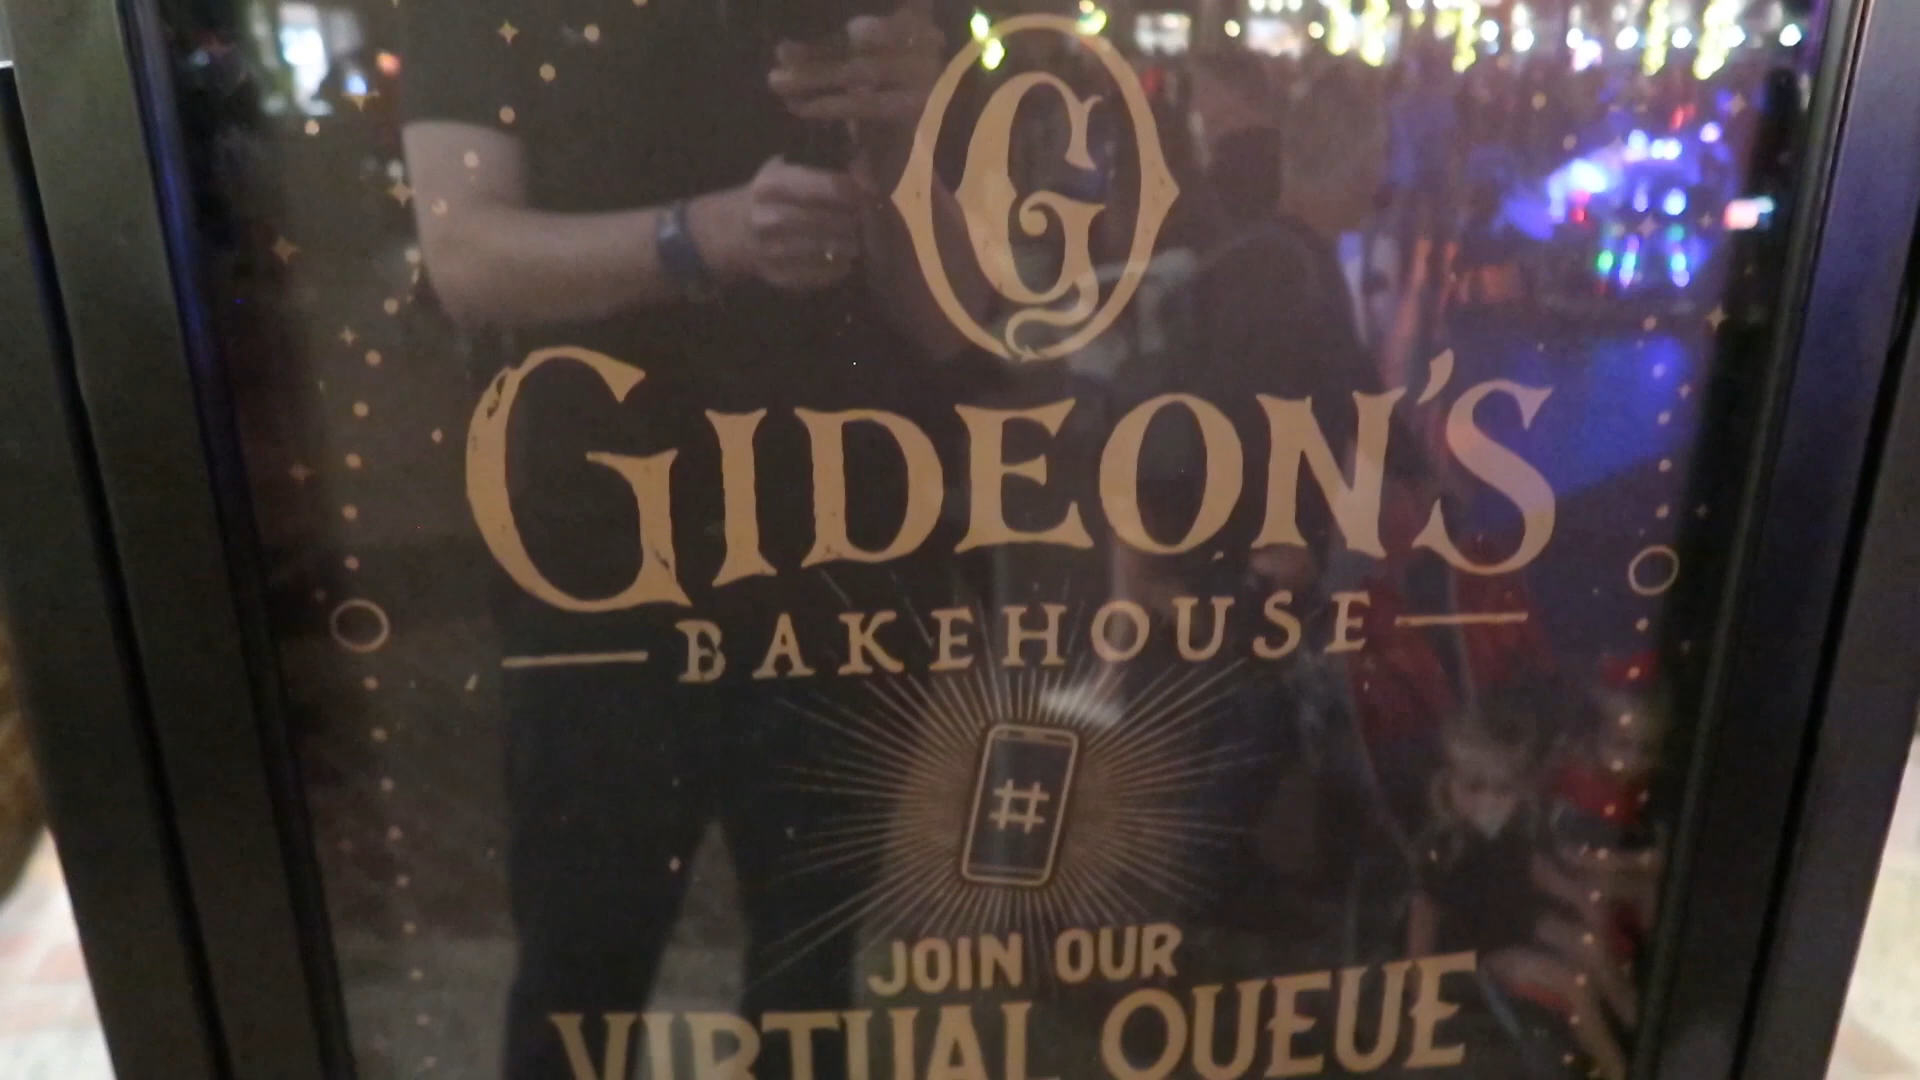 G
GIDEON'S
BAKEHOUSE
#
JOIN OUR
VIRTUAL QUEUE